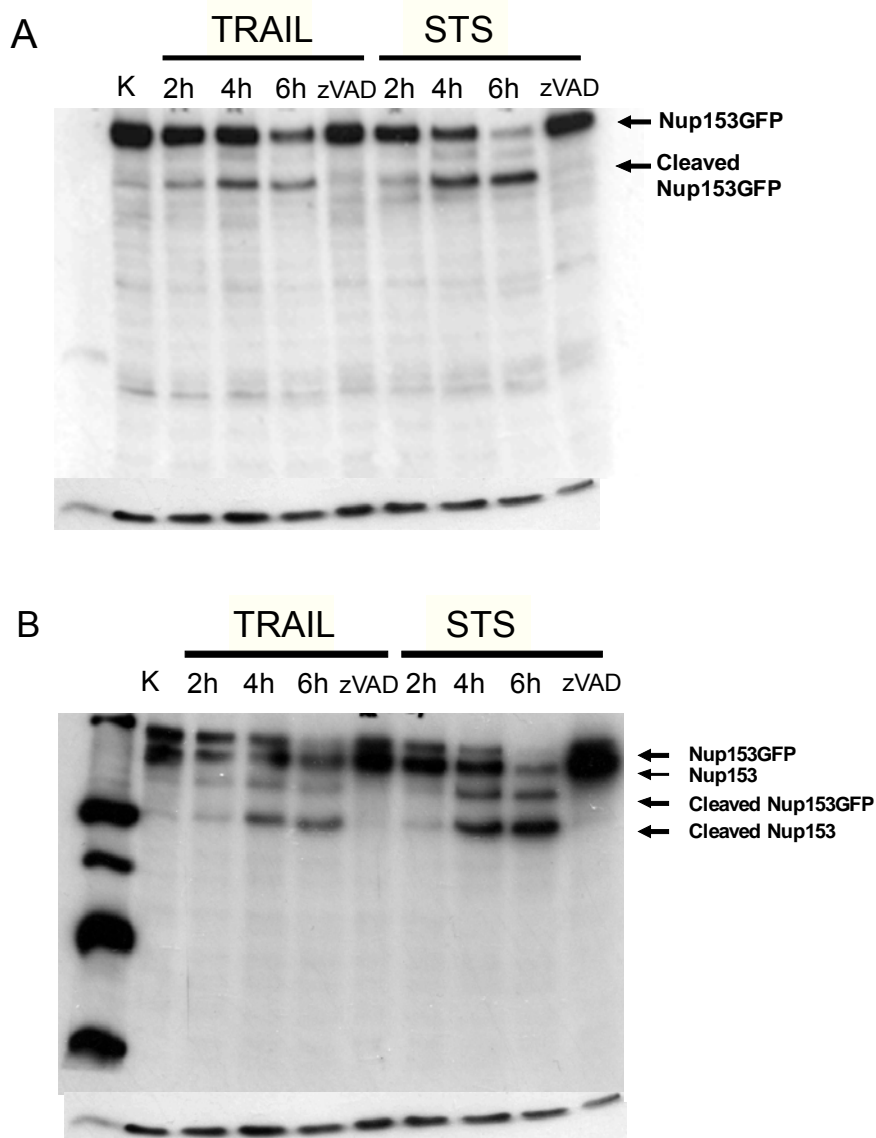 A
TRAIL STS
K 2h 4h 6h zVAD 2h 4h 6h zVAD
Nup153GFP
Cleaved
Nup153GFP
B
TRAIL STS
K 2h 4h 6h zVAD 2h 4h 6h zVAD
Nup153GFP
Nup153
Cleaved Nup153GFP
Cleaved Nup153